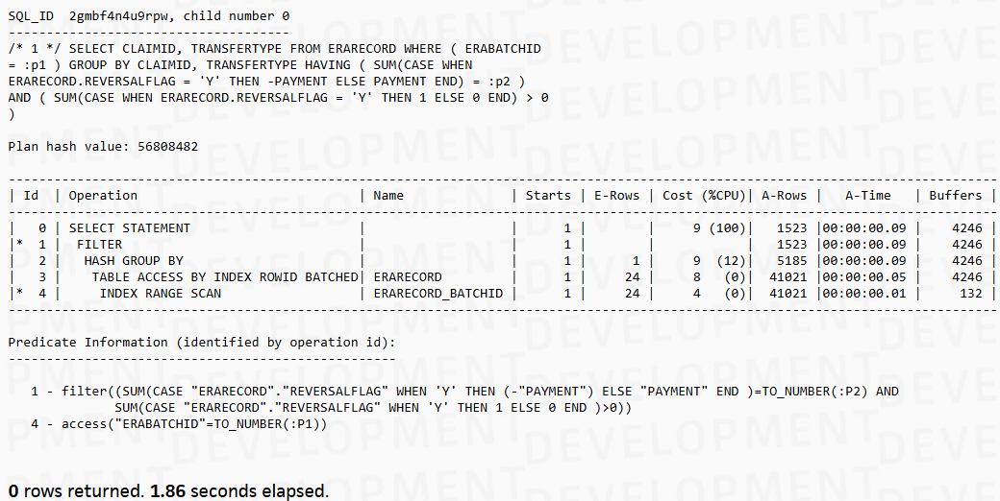 SQL_ID  2gmbf4n4u9rpw, child number 0
-------------------------------------
/* 1 */ SELECT CLAIMID, TRANSFERTYPE FROM ERARECORD WHERE ( ERABATCHID
= :p1 ) GROUP BY CLAIMID, TRANSFERTYPE HAVING ( SUM(CASE WHEN
ERARECORD.REVERSALFLAG = 'Y' THEN -PAYMENT ELSE PAYMENT END) = :p2 )
AND ( SUM(CASE WHEN ERARECORD.REVERSALFLAG = 'Y' THEN 1 ELSE 0 END) > 0
)
Plan hash value: 56808482
| Id  | Operation                           | Name              | Starts | E-Rows | Cost (%CPU)| A-Rows |   A-Time   | Buffers |
|   0 | SELECT STATEMENT                    |                   |      1 |        |     9 (100)|   1523 |00:00:00.09 |    4246 |
|*  1 |  FILTER                             |                   |      1 |        |            |   1523 |00:00:00.09 |    4246 |
|   2 |   HASH GROUP BY                     |                   |      1 |      1 |     9  (12)|   5185 |00:00:00.09 |    4246 |
|   3 |    TABLE ACCESS BY INDEX ROWID BATCHED| ERARECORD         |      1 |     24 |     8   (0)|  41021 |00:00:00.05 |    4246 |
|*  4 |     INDEX RANGE SCAN                | ERARECORD_BATCHID |      1 |     24 |     4   (0)|  41021 |00:00:00.01 |     132 |
Predicate Information (identified by operation id):
---------------------------------------------------
1 - filter((SUM(CASE "ERARECORD"."REVERSALFLAG" WHEN 'Y' THEN (-"PAYMENT") ELSE "PAYMENT" END )=TO_NUMBER(:P2) AND
SUM(CASE "ERARECORD"."REVERSALFLAG" WHEN 'Y' THEN 1 ELSE 0 END )>0))
4 - access("ERABATCHID"=TO_NUMBER(:P1))
0 rows returned. 1.86 seconds elapsed.
DEVELOPMENT